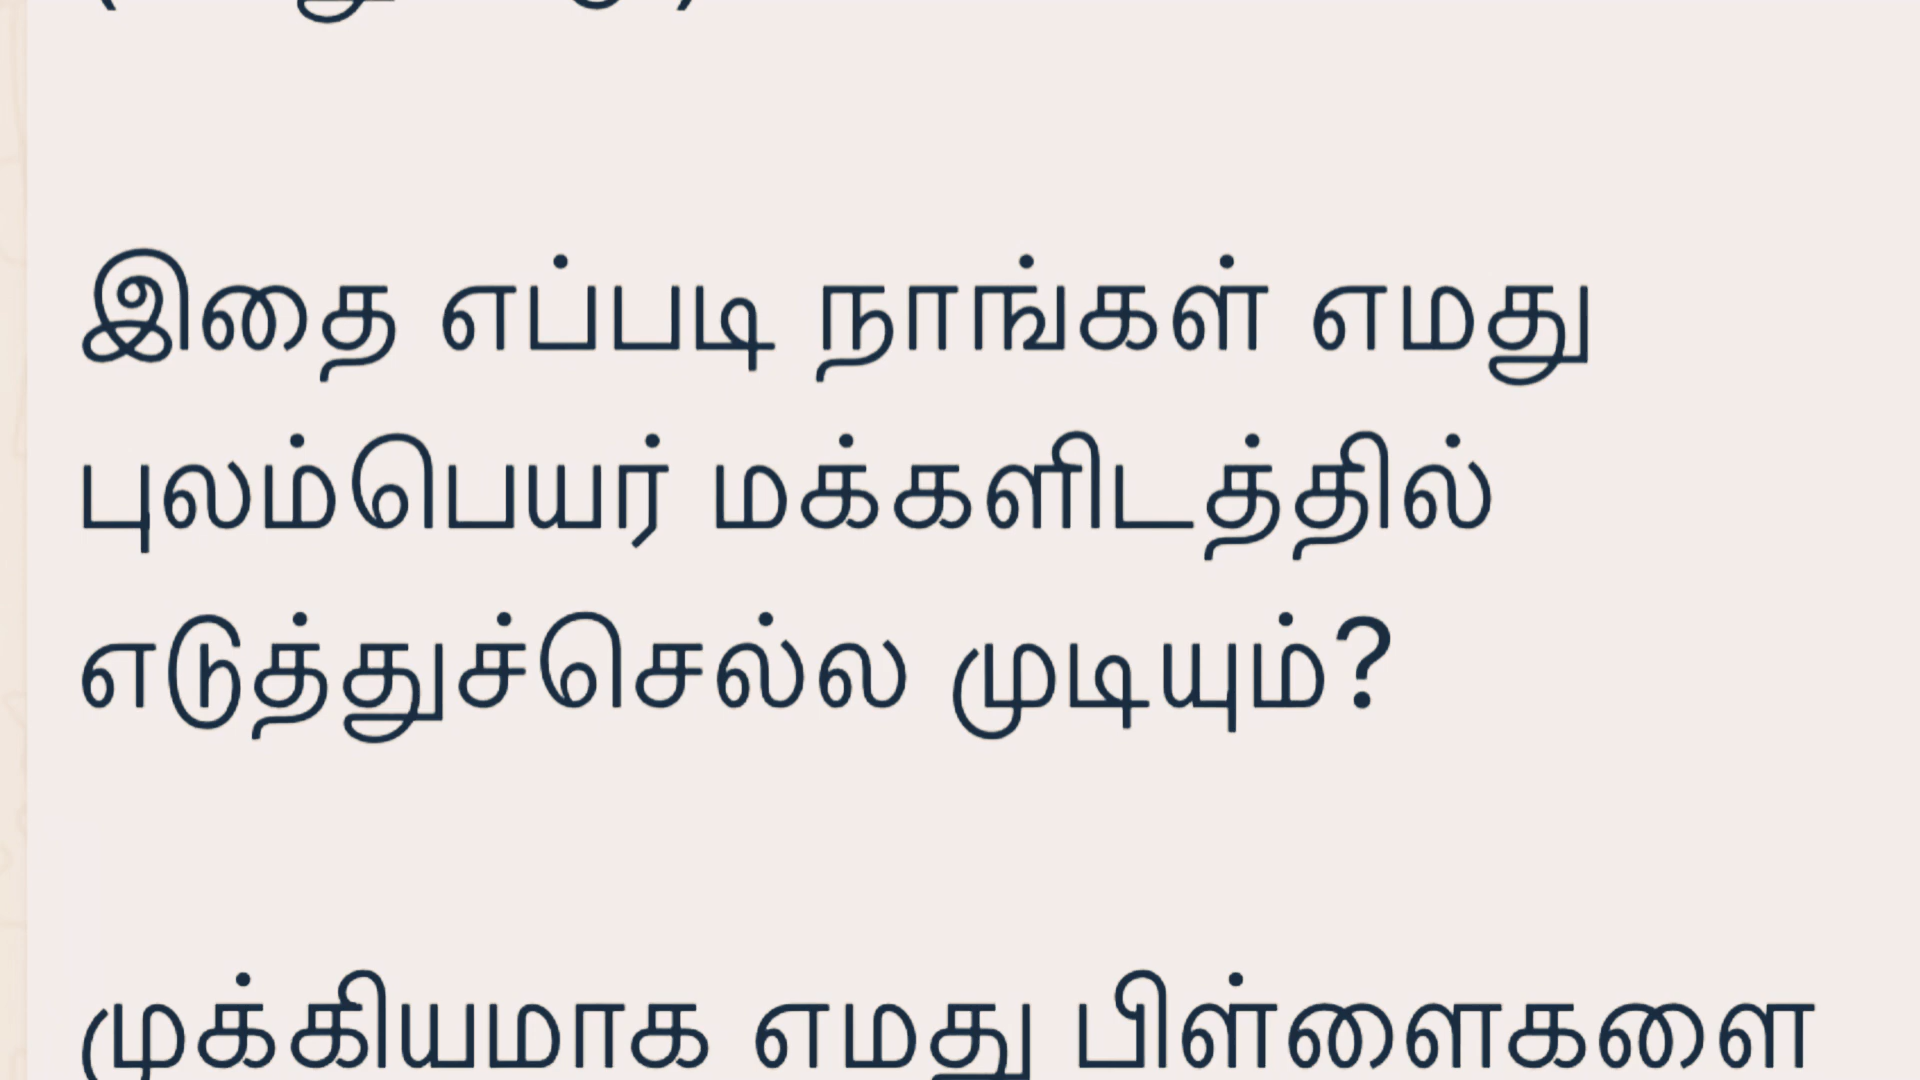 இதை எப்படி நாங்கள் எமது
புலம்பெயர் மக்களிடத்தில்
எடுத்துச்செல்ல முடியும்?
முக்கியமாக எமது பிள்ளைகளை